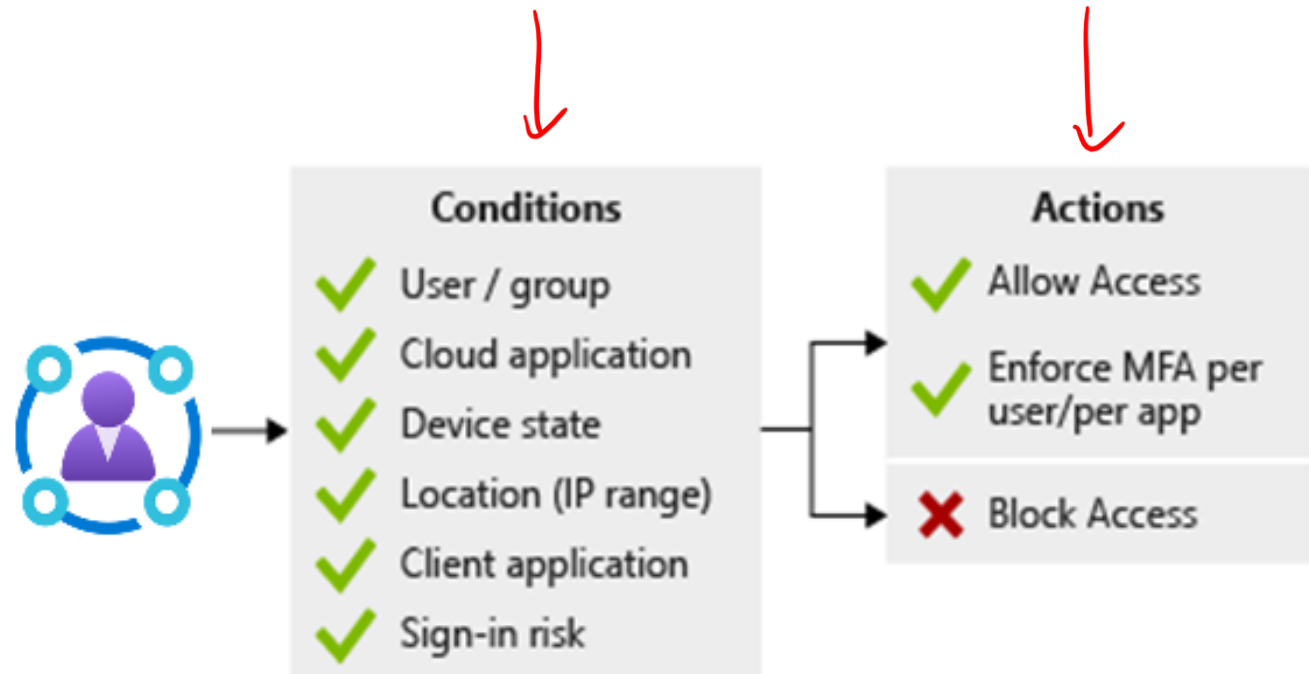 Conditions
User / group
Cloud application
Device state
Location (IP range)
Client application
Sign-in risk
Actions
Allow Access
Enforce MFA per
user/per app
Block Access